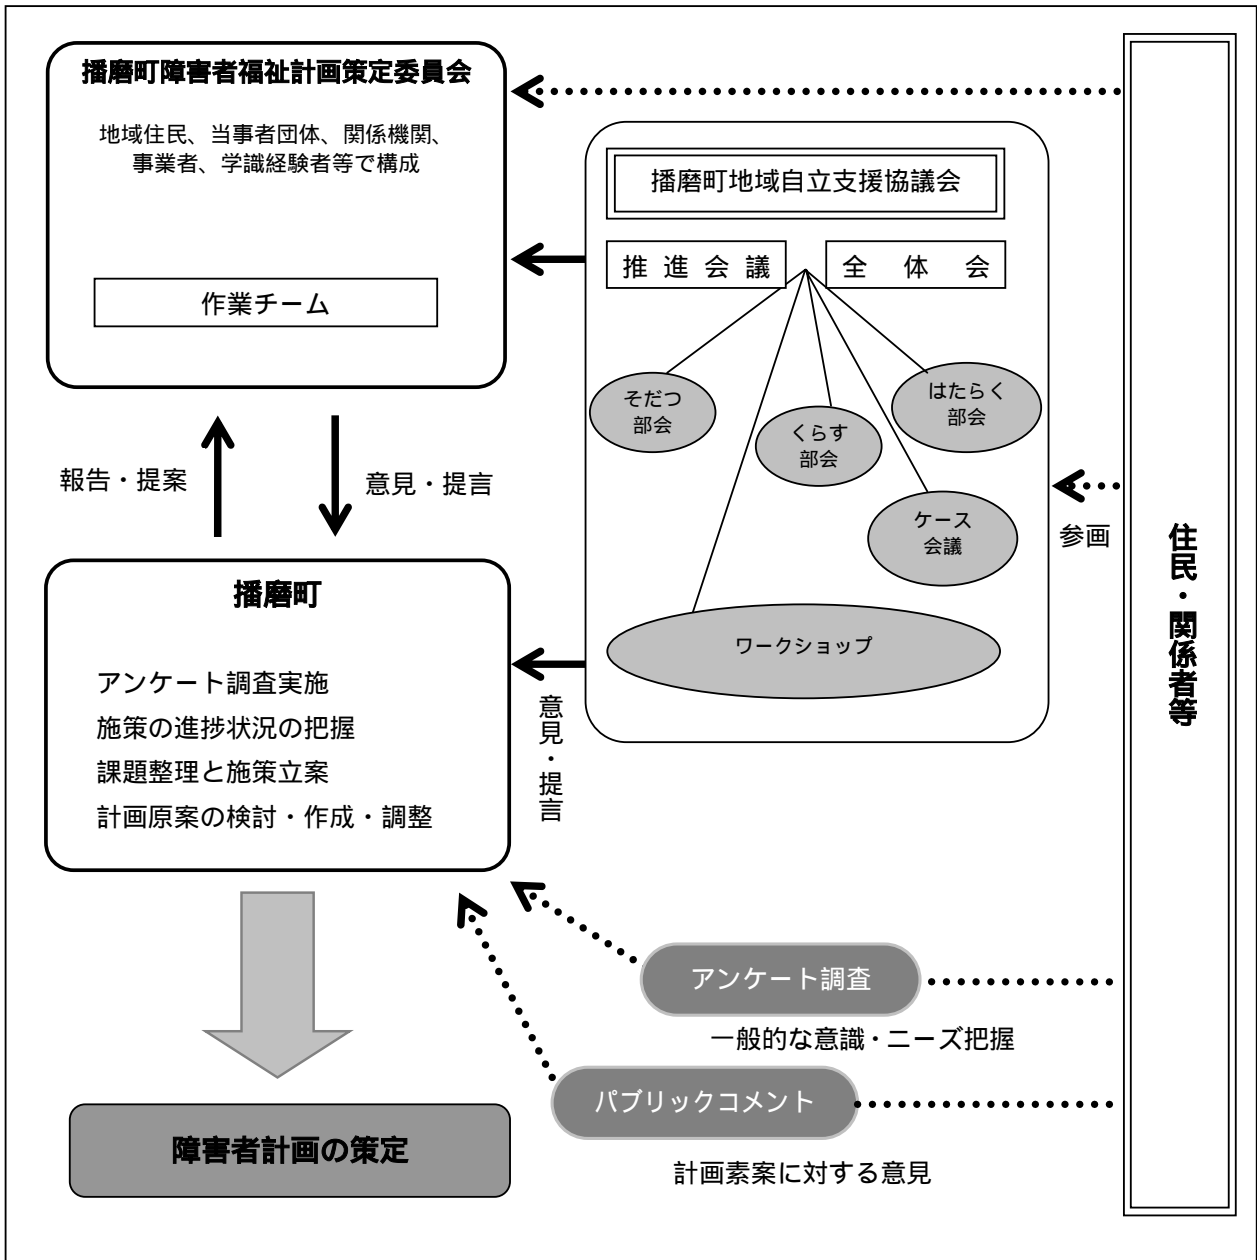 播磨町障害者福祉計画策定委員会
地域住民、当事者団体、関係機関、
事業者、学識経験者等で構成
作業チーム
播磨町地域自立支援協議会
推進会議
全体会
そだつ
部会
くらす
部会
はたらく
部会
ケース
会議
ワークショップ
報告・提案
意見・提言
参画
住民・関係者等
播磨町
アンケート調査実施
施策の進捗状況の把握
課題整理と施策立案
計画原案の検討・作成・調整
意見・提言
アンケート調査
一般的な意識・ニーズ把握
パブリックコメント
計画素案に対する意見
障害者計画の策定